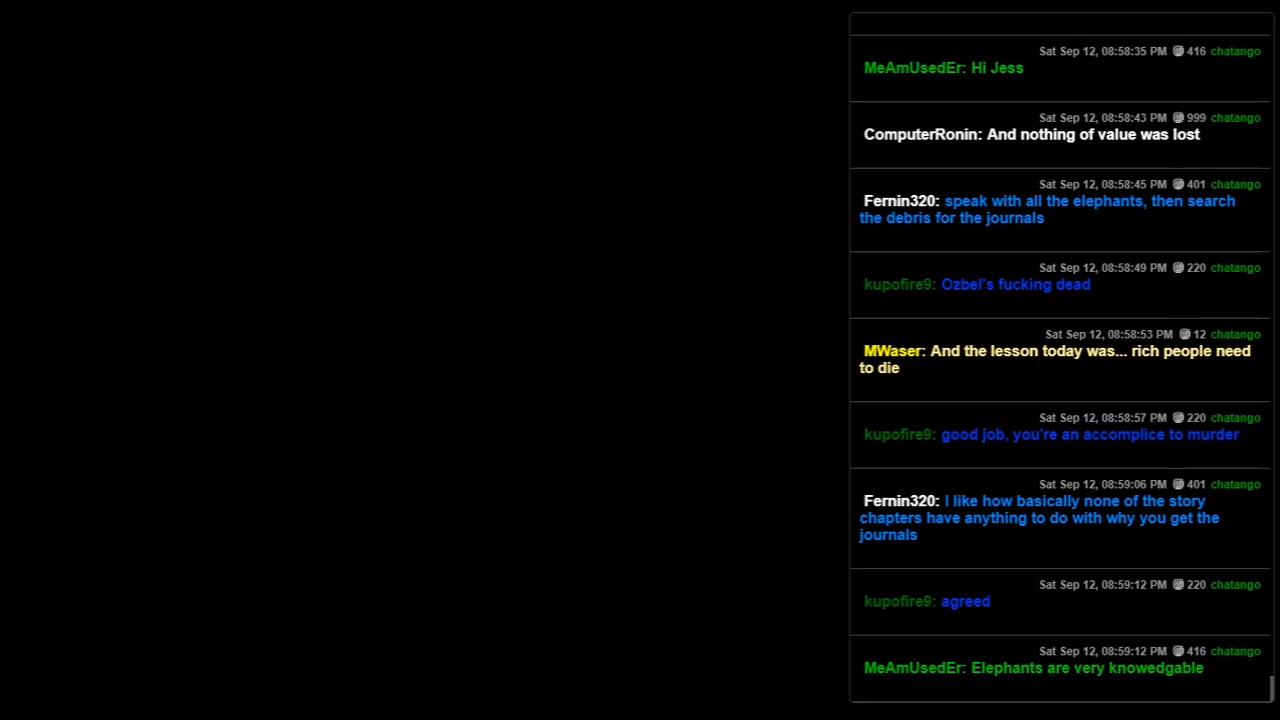 Sat Sep 12, 08:58:35 PM 416 chatango
MeAmUsedEr: Hi Jess
Sat Sep 12, 08:58:43 PM 999 chatango
ComputerRonin: And nothing of value was lost
Sat Sep 12, 08:58:45 PM 401 chatango
Fernin320: speak with all the elephants, then search
the debris for the journals
Sat Sep 12, 08:58:49 PM 220 chatango
kupofire9: Ozbel's fucking dead
Sat Sep 12, 08:58:53 PM 12 chatango
MWaser: And the lesson today was... rich people need
to die
Sat Sep 12, 08:58:57 PM 220 chatango
kupofire9: good job, you're an accomplice to murder
Sat Sep 12, 08:59:06 PM 401 chatango
Fernin320: I like how basically none of the story
chapters have anything to do with why you get the
journals
Sat Sep 12, 08:59:12 PM 220 chatango
kupofire9: agreed
Sat Sep 12, 08:59:12 PM 416 chatango
MeAmUsedEr: Elephants are very knowedgable